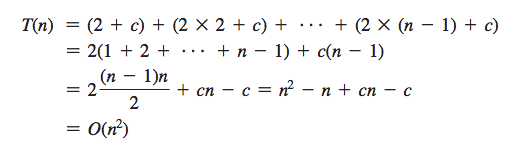 T(n) = (2 + c) + (2 × 2 + c) + ··· + (2 × (n − 1) + c)
= 2(1 + 2 + ··· + n − 1) + c(n − 1)
= 2 (n − 1)n / 2 + cn − c = n² − n + cn − c
= O(n²)